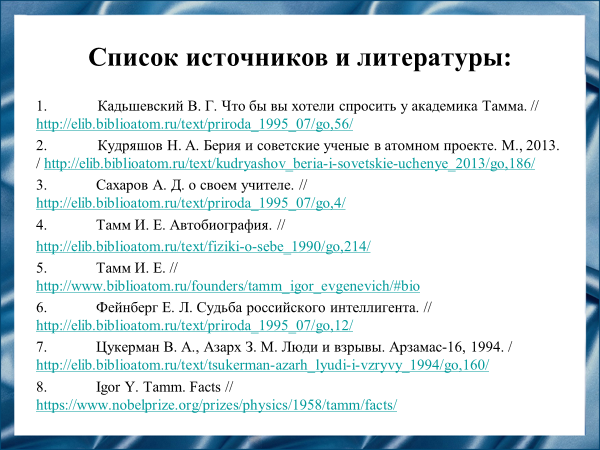 Список источников и литературы:
1. Кадьшевский В. Г. Что бы вы хотели спросить у академика Тамма. //
http://elib.biblioatom.ru/text/priroda_1995_07/go,56/
2. Кудряшов Н. А. Берия и советские ученые в атомном проекте. М., 2013.
/ http://elib.biblioatom.ru/text/kudryashov_beria-i-sovetskie-uchenye_2013/go,186/
3. Сахаров А. Д. о своем учителе. //
http://elib.biblioatom.ru/text/priroda_1995_07/go,4/
4. Тамм И. Е. Автобиография. //
http://elib.biblioatom.ru/text/fiziki-o-sebe_1990/go,214/
5. Тамм И. Е. //
http://www.biblioatom.ru/founders/tamm_igor_evgenevich/#bio
6. Фейнберг Е. Л. Судьба российского интеллигента. //
http://elib.biblioatom.ru/text/priroda_1995_07/go,12/
7. Цукерман В. А., Азарх З. М. Люди и взрывы. Арзамас-16, 1994. /
http://elib.biblioatom.ru/text/tsukerman-azarh_lyudi-i-vzryvy_1994/go,160/
8. Igor Y. Tamm. Facts //
https://www.nobelprize.org/prizes/physics/1958/tamm/facts/